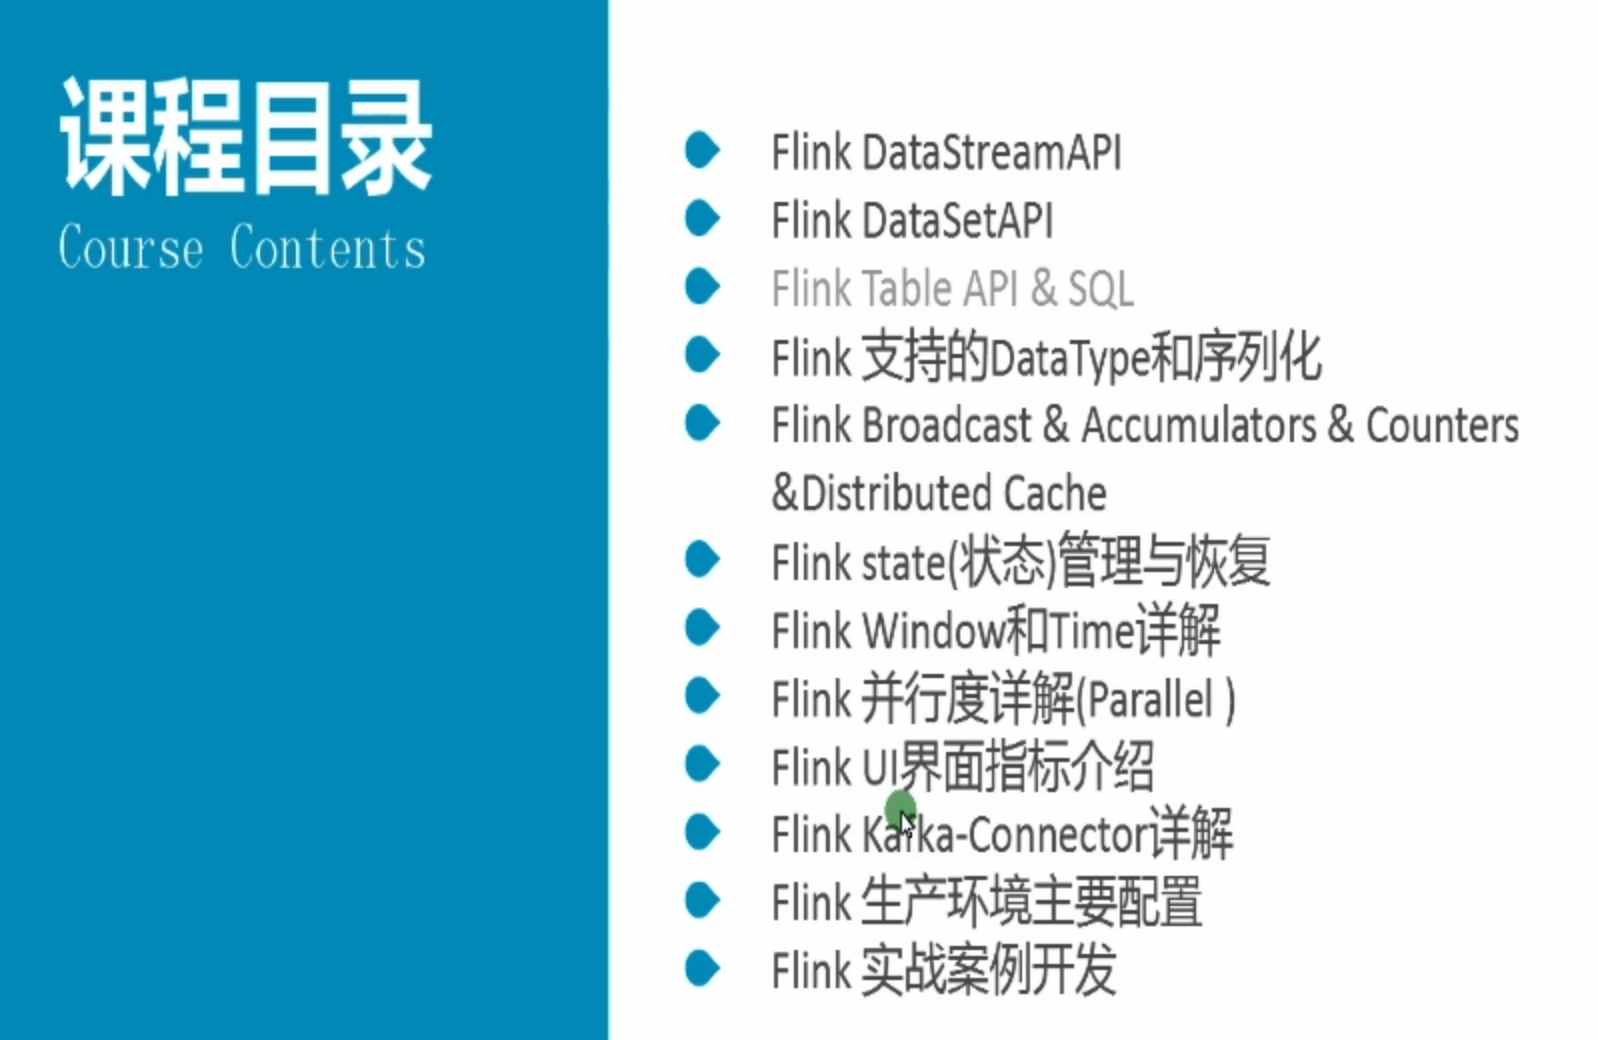 课程目录
Course Contents
Flink DataStreamAPI
Flink DataSetAPI
Flink Table API & SQL
Flink 支持的DataType和序列化
Flink Broadcast & Accumulators & Counters
&Distributed Cache
Flink state(状态)管理与恢复
Flink Window和Time详解
Flink 并行度详解(Parallel )
Flink UI界面指标介绍
Flink Kafka-Connector详解
Flink 生产环境主要配置
Flink 实战案例开发